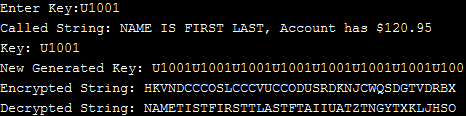 Enter Key:U1001
Called String: NAME IS FIRST LAST, Account has $120.95
Key: U1001
New Generated Key: U1001U1001U1001U1001U1001U1001U1001U100
Encrypted String: HKVNDCCCOSLCCCVUCCODUSRDKNJCWQSDGTVDRBX
Decrypted String: NAMETISTFIRSTTLASTFTAIIUATZTNGYTXKLJHSO